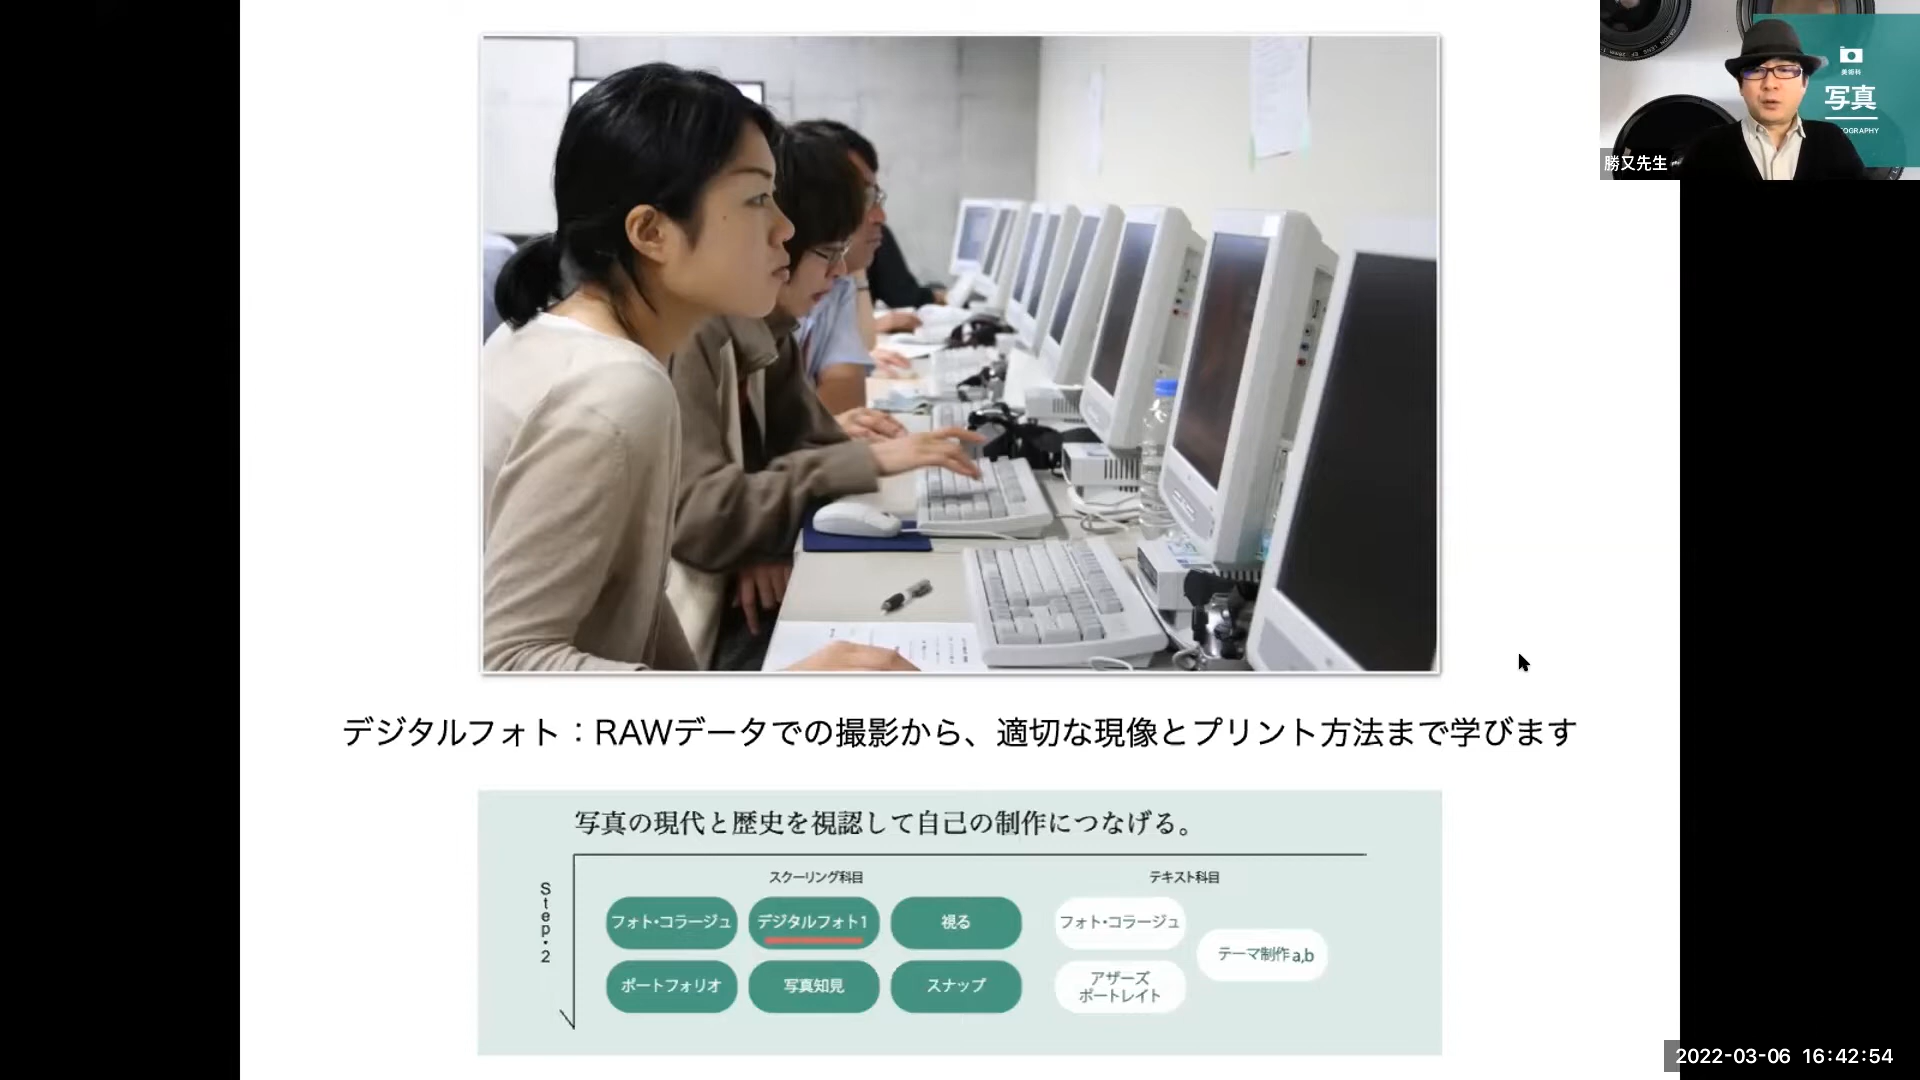 美術科
写真
OGRAPHY
勝又先生
デジタルフォト：RAWデータでの撮影から、適切な現像とプリント方法まで学びます
写真の現代と歴史を視認して自己の制作につなげる。
Step・2
スクーリング科目
テキスト科目
フォト・コラージュ
デジタルフォト1
視る
フォト・コラージュ
テーマ制作a,b
ポートフォリオ
写真知見
スナップ
アザーズ
ポートレイト
2022-03-06 16:42:54